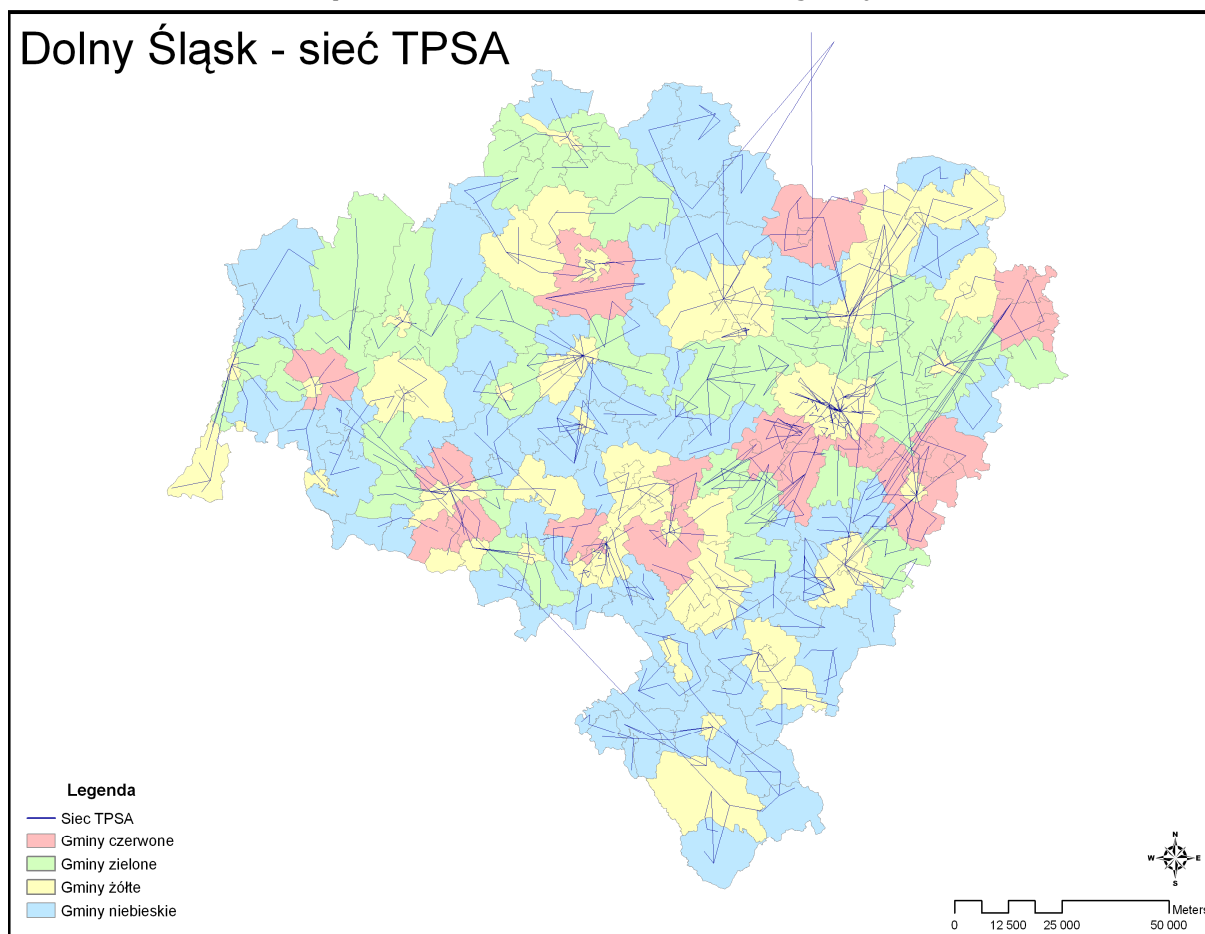 Dolny Śląsk - sieć TPSA
Legenda
Siec TPSA
Gminy czerwone
Gminy zielone
Gminy żółte
Gminy niebieskie
N
W E
S
Meters
0 12 500 25 000 50 000